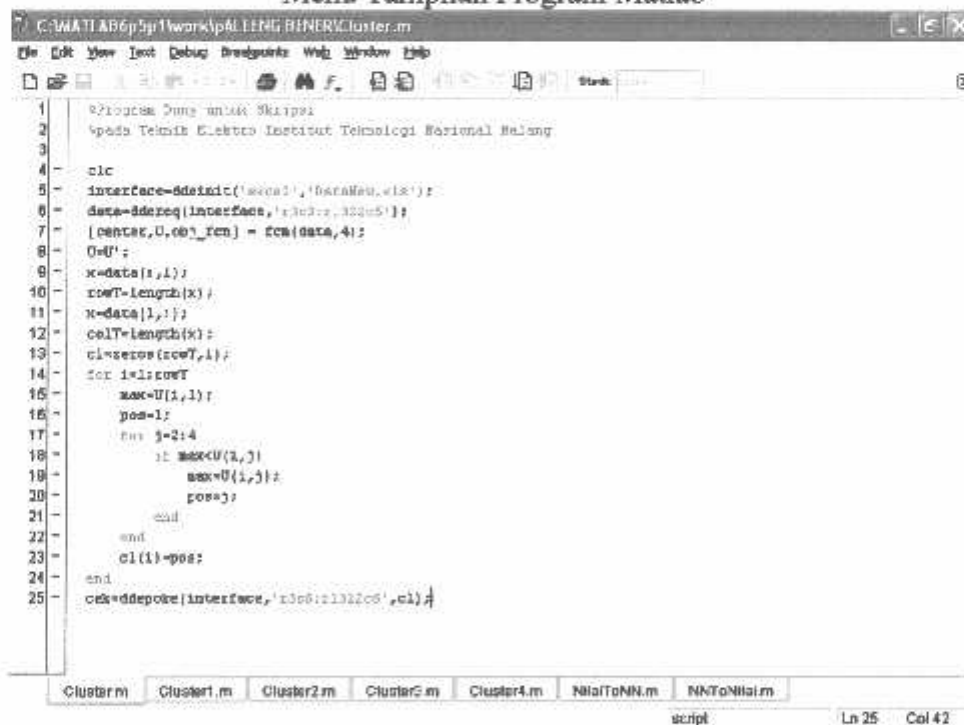 Menu Tampilan Program Matlab
C:\MATLAB6p5p1\work\pALLENG BENER\Cluster.m
File Edit View Text Debug Breakpoints Web Window Help
Stack:
1 %Program untuk Skripsi
2 %pada Teknik Elektro Institut Teknologi Nasional Malang
3
4 - clc
5 - interface=ddeinit('excel','DataNew.xls');
6 - data=ddereq(interface,
7 - [center,U,obj_fcn] = fcm(data,4);
8 - U=U';
9 - x=data(:,1);
10 - rowT=length(x);
11 - x=data(1,:);
12 - colT=length(x);
13 - cl=zeros(rowT,1);
14 - for i=1:rowT
15 - max=U(i,1);
16 - pos=1;
17 - for j=2:4
18 - if max<U(i,j)
19 - max=U(i,j);
20 - pos=j;
21 - end
22 - end
23 - cl(i)=pos;
24 - end
25 - cek=ddepoke(interface,'r3c6:r1322c6',cl);
Cluster.m Cluster1.m Cluster2.m Cluster3.m Cluster4.m NilaiToNN.m NNToNilai.m
script Ln 25 Col 42